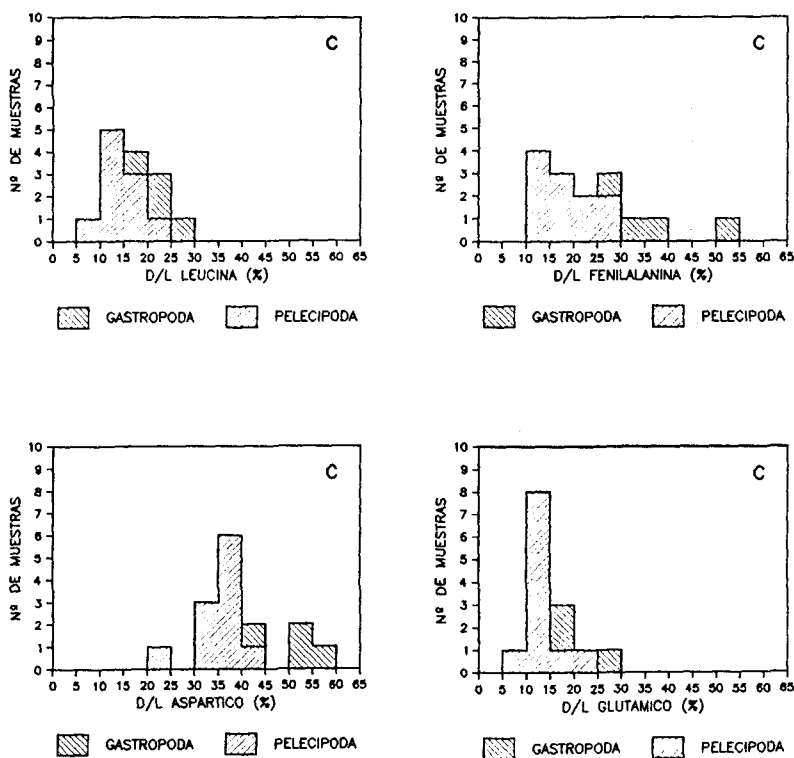 C
Nº DE MUESTRAS
10
9
8
7
6
5
4
3
2
1
0
0 5 10 15 20 25 30 35 40 45 50 55 60 65
D/L LEUCINA (%)
GASTROPODA PELECIPODA
C
Nº DE MUESTRAS
10
9
8
7
6
5
4
3
2
1
0
0 5 10 15 20 25 30 35 40 45 50 55 60 65
D/L FENILALANINA (%)
GASTROPODA PELECIPODA
C
Nº DE MUESTRAS
10
9
8
7
6
5
4
3
2
1
0
0 5 10 15 20 25 30 35 40 45 50 55 60 65
D/L ASPARTICO (%)
GASTROPODA PELECIPODA
C
Nº DE MUESTRAS
10
9
8
7
6
5
4
3
2
1
0
0 5 10 15 20 25 30 35 40 45 50 55 60 65
D/L GLUTAMICO (%)
GASTROPODA PELECIPODA